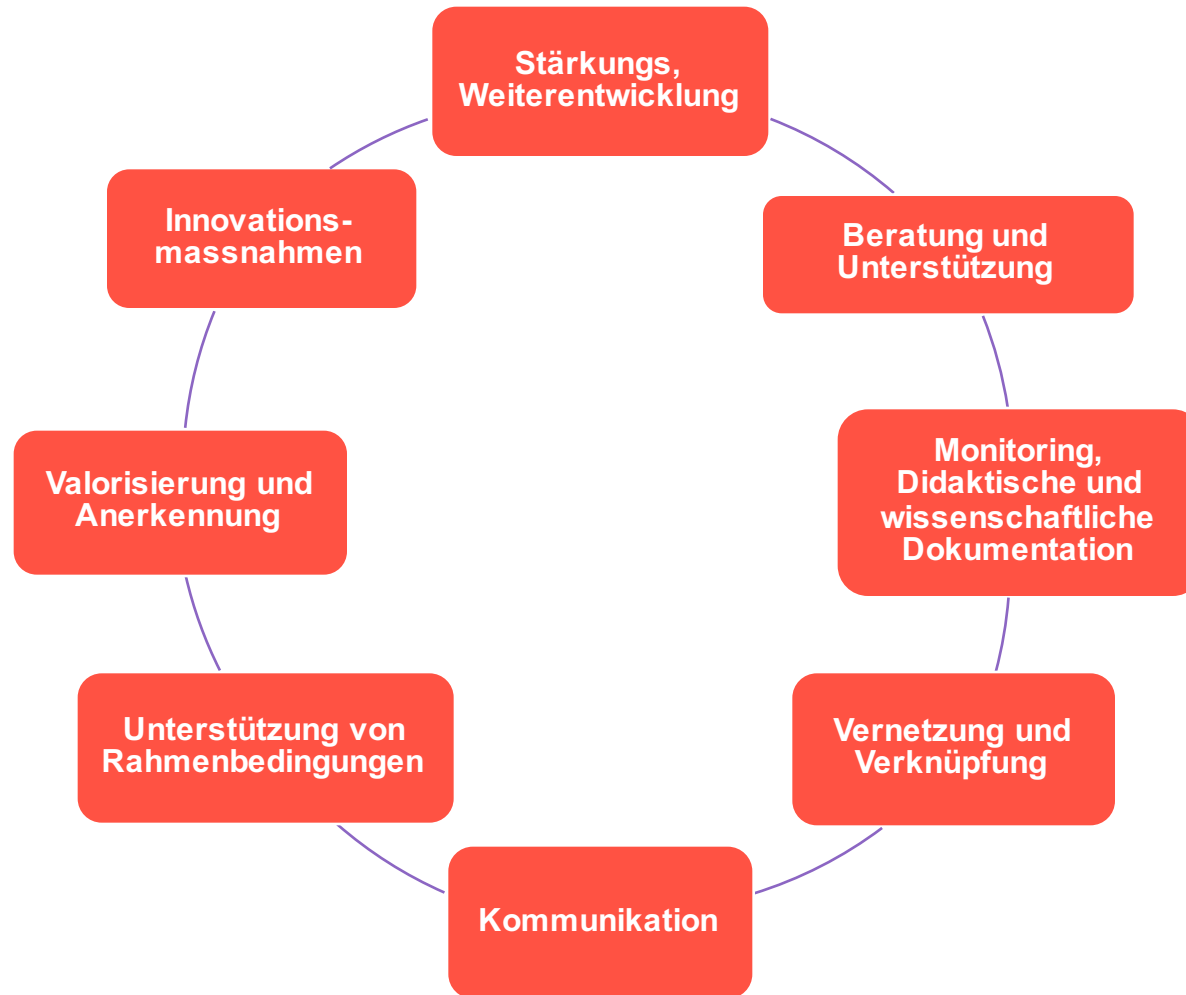 Stärkungs,
Weiterentwicklung
Beratung und
Unterstützung
Monitoring,
Didaktische und
wissenschaftliche
Dokumentation
Vernetzung und
Verknüpfung
Kommunikation
Unterstützung von
Rahmenbedingungen
Valorisierung und
Anerkennung
Innovations-
massnahmen